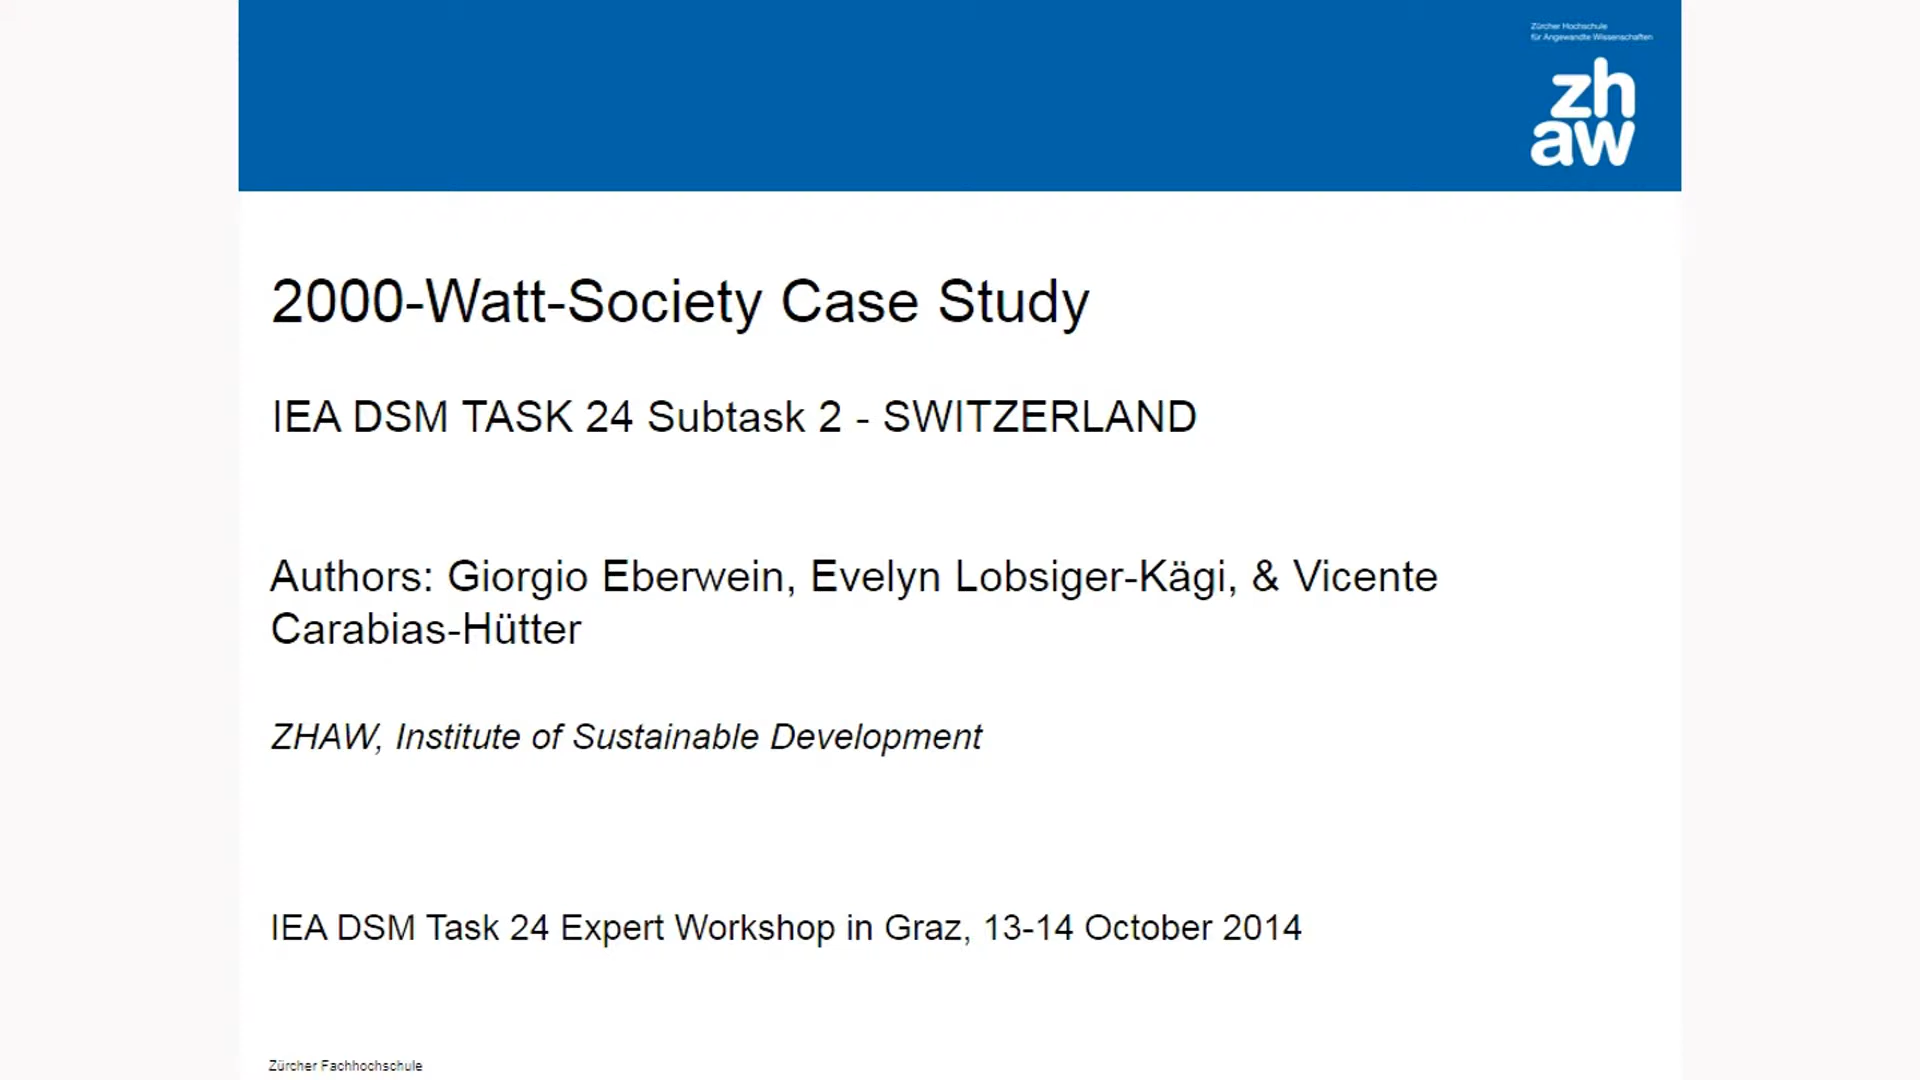 Zürcher Hochschule
für Angewandte Wissenschaften
zh
aw
2000-Watt-Society Case Study
IEA DSM TASK 24 Subtask 2 - SWITZERLAND
Authors: Giorgio Eberwein, Evelyn Lobsiger-Kägi, & Vicente
Carabias-Hütter
ZHAW, Institute of Sustainable Development
IEA DSM Task 24 Expert Workshop in Graz, 13-14 October 2014
Zürcher Fachhochschule